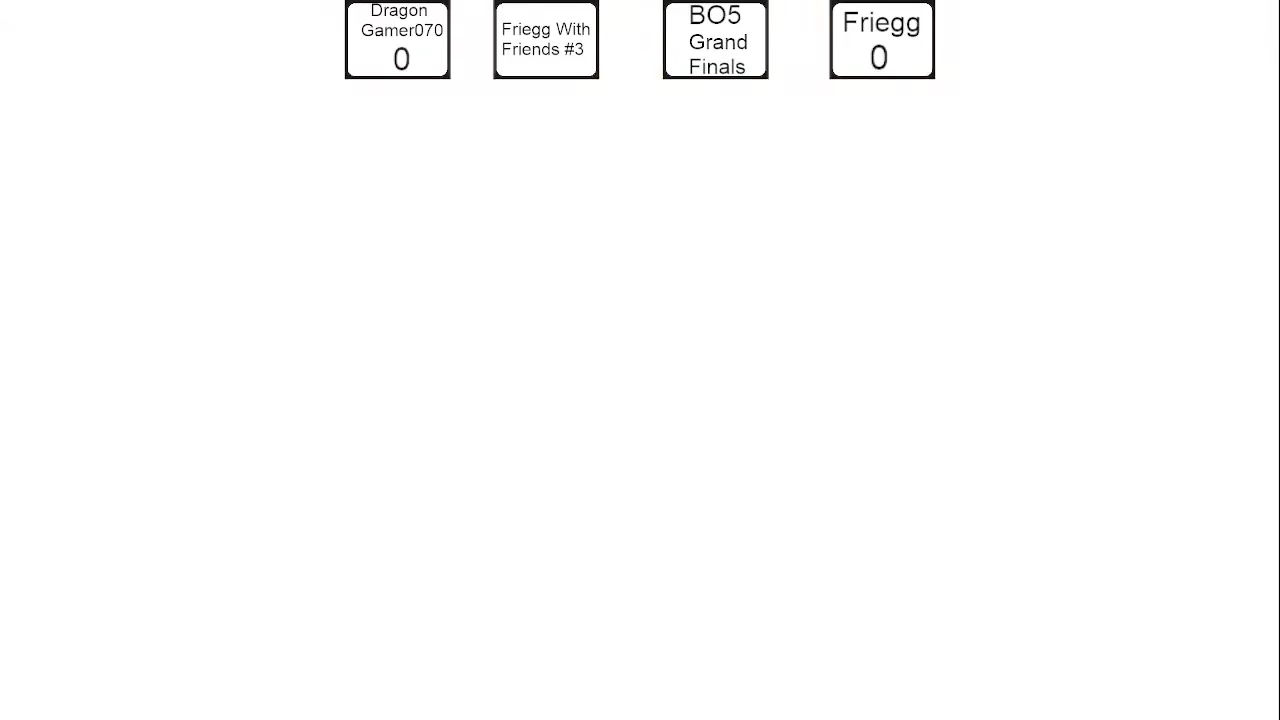 Dragon
Gamer070
0
Friegg With
Friends #3
BO5
Grand
Finals
Friegg
0